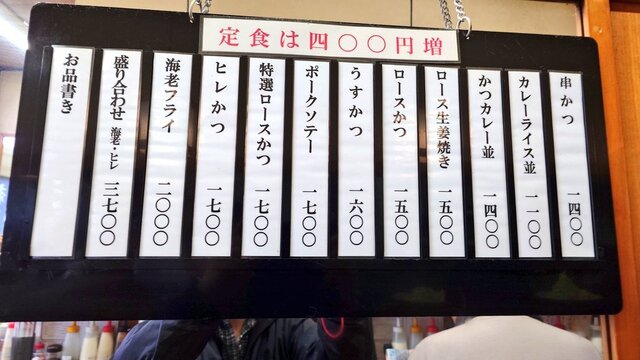 定食は四〇〇円増
串かつ 一四〇〇
カレーライス並 一一〇〇
かつカレー並 一四〇〇
ロース生姜焼き 一五〇〇
ロースかつ 一五〇〇
うすかつ 一六〇〇
ポークソテー 一七〇〇
特選ロースかつ 一七〇〇
ヒレかつ 一七〇〇
海老フライ 二〇〇〇
盛り合わせ 海老・ヒレ 三七〇〇
お品書き